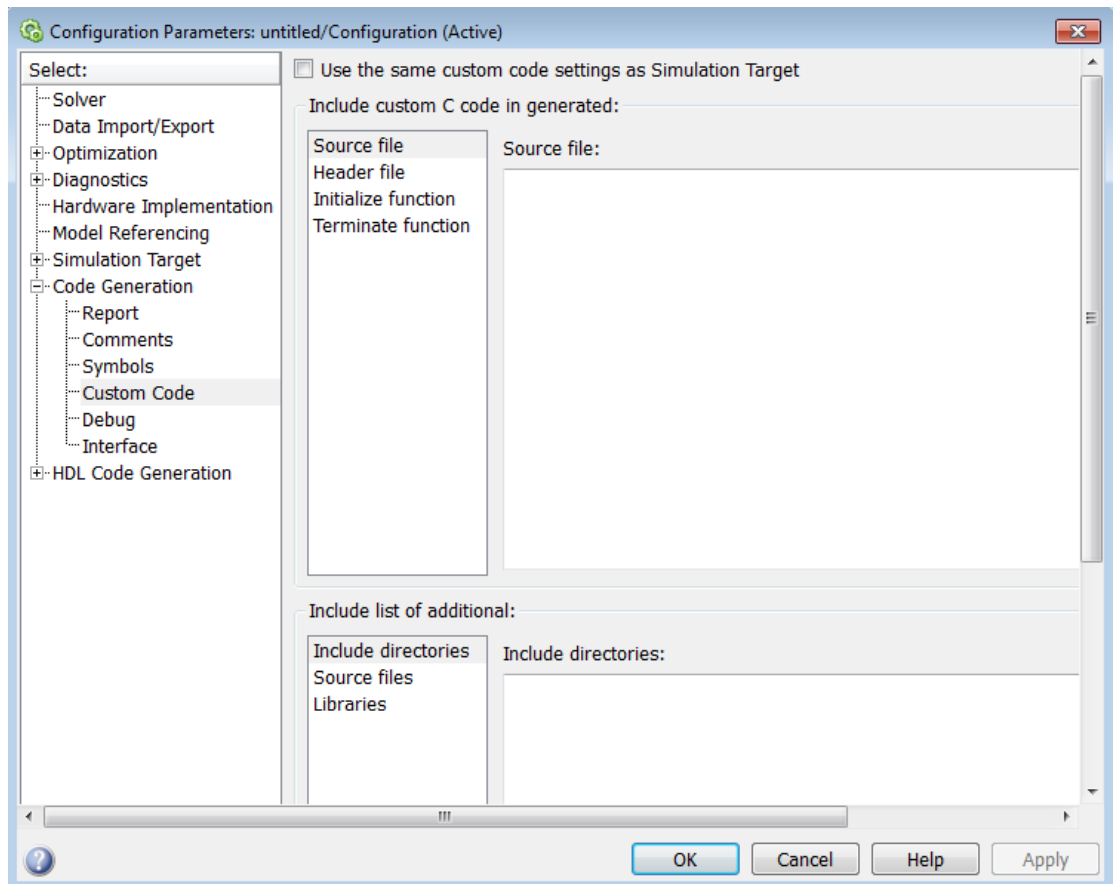 Configuration Parameters: untitled/Configuration (Active)
Select:
Solver
Data Import/Export
Optimization
Diagnostics
Hardware Implementation
Model Referencing
Simulation Target
Code Generation
Report
Comments
Symbols
Custom Code
Debug
Interface
HDL Code Generation
Use the same custom code settings as Simulation Target
Include custom C code in generated:
Source file
Header file
Initialize function
Terminate function
Source file:
Include list of additional:
Include directories
Source files
Libraries
Include directories:
OK Cancel Help Apply